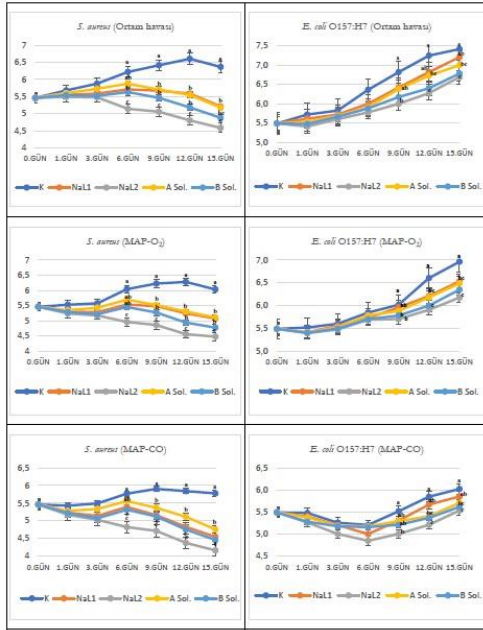 S. aureus (Ortam havası)
6,5
6
5,5
5
4,5
4
0.GÜN 1.GÜN 3.GÜN 6.GÜN 9.GÜN 12.GÜN 15.GÜN
K NaL1 NaL2 A Sol. B Sol.
E. coli O157:H7 (Ortam havası)
7,5
7,0
6,5
6,0
5,5
5,0
0.GÜN 1.GÜN 3.GÜN 6.GÜN 9.GÜN 12.GÜN 15.GÜN
K NaL1 NaL2 A Sol. B Sol.
S. aureus (MAP-O₂)
7
6,5
6
5,5
5
4,5
4
0.GÜN 1.GÜN 3.GÜN 6.GÜN 9.GÜN 12.GÜN 15.GÜN
K NaL1 NaL2 A Sol. B Sol.
E. coli O157:H7 (MAP-O₂)
7,0
6,5
6,0
5,5
5,0
0.GÜN 1.GÜN 3.GÜN 6.GÜN 9.GÜN 12.GÜN 15.GÜN
K NaL1 NaL2 A Sol. B Sol.
S. aureus (MAP-CO)
6,5
6
5,5
5
4,5
4
0.GÜN 1.GÜN 3.GÜN 6.GÜN 9.GÜN 12.GÜN 15.GÜN
K NaL1 NaL2 A Sol. B Sol.
E. coli O157:H7 (MAP-CO)
6,5
6,0
5,5
5,0
4,5
0.GÜN 1.GÜN 3.GÜN 6.GÜN 9.GÜN 12.GÜN 15.GÜN
K NaL1 NaL2 A Sol. B Sol.